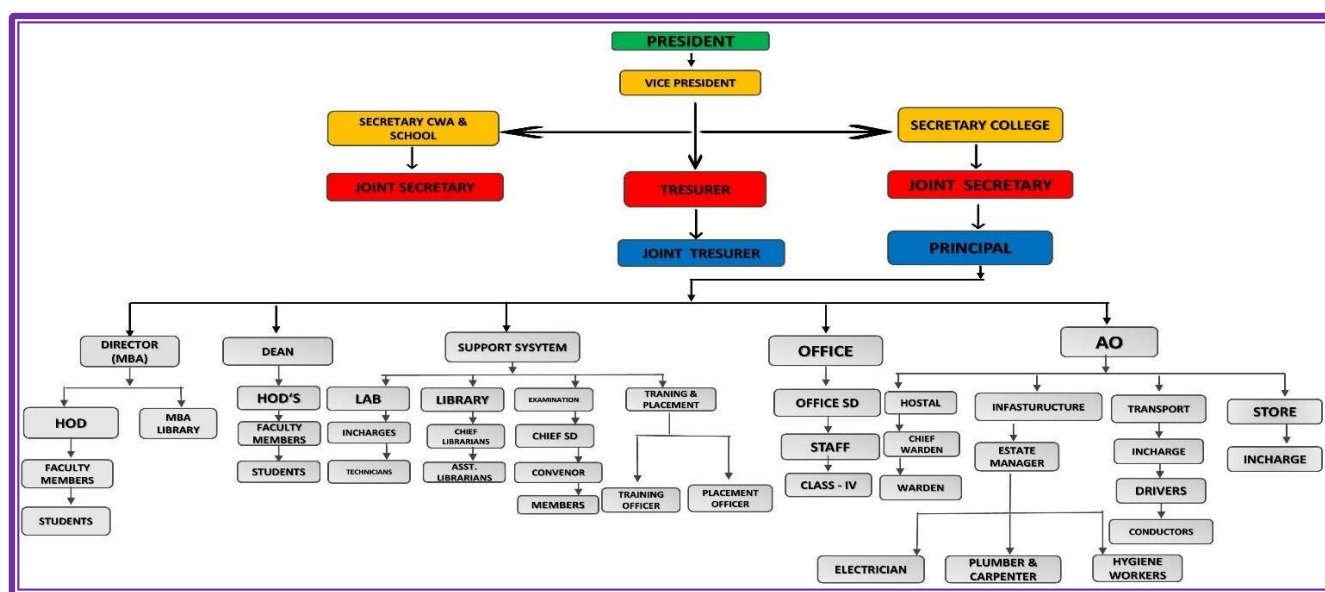 PRESIDENT
VICE PRESIDENT
SECRETARY CWA &
SCHOOL
SECRETARY COLLEGE
JOINT SECRETARY
TRESURER
JOINT SECRETARY
JOINT TRESURER
PRINCIPAL
DIRECTOR
(MBA)
DEAN
SUPPORT SYSYTEM
OFFICE
AO
HOD
MBA
LIBRARY
HOD'S
LAB
LIBRARY
EXAMINATION
TRANING &
PLACEMENT
OFFICE SD
HOSTAL
INFASTURUCTURE
TRANSPORT
STORE
FACULTY
MEMBERS
INCHARGES
CHIEF
LIBRARIANS
CHIEF SD
STAFF
CHIEF
WARDEN
ESTATE
MANAGER
INCHARGE
INCHARGE
FACULTY
MEMBERS
STUDENTS
TECHNICIANS
ASST.
LIBRARIANS
CONVENOR
CLASS - IV
WARDEN
DRIVERS
STUDENTS
MEMBERS
TRAINING
OFFICER
PLACEMENT
OFFICER
CONDUCTORS
ELECTRICIAN
PLUMBER &
CARPENTER
HYGIENE
WORKERS